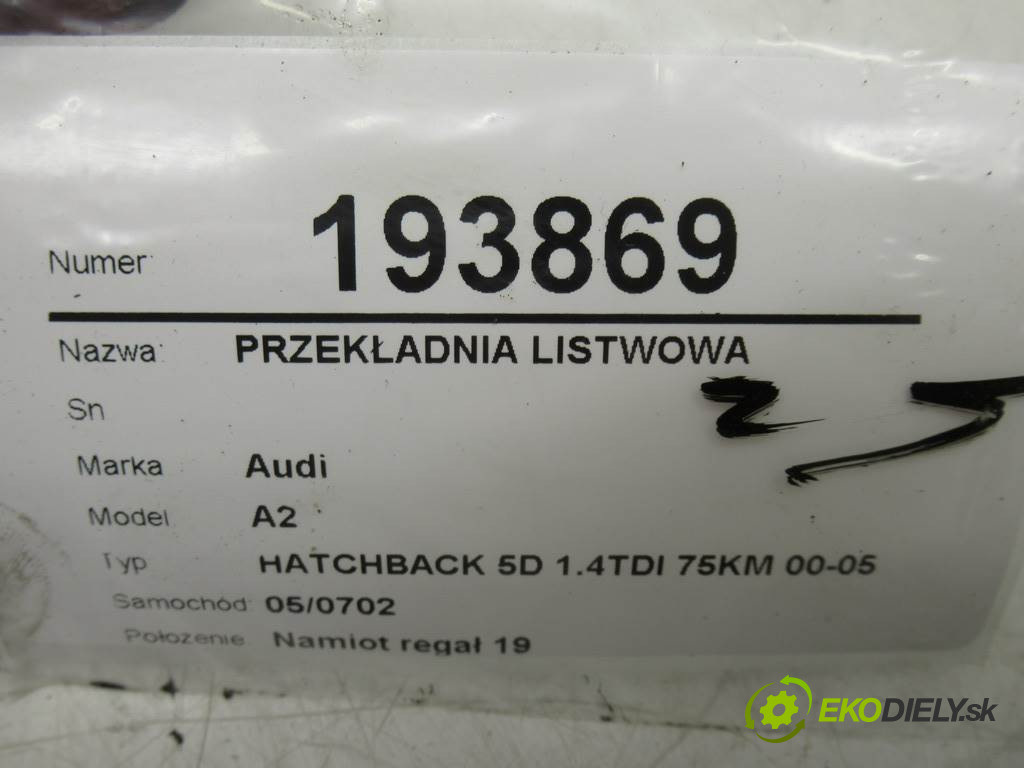 Numer 193869
Nazwa: PRZEKŁADNIA LISTWOWA
Sn
Marka Audi
Model A2
Typ HATCHBACK 5D 1.4TDI 75KM 00-05
Samochód: 05/0702
Położenie Namiot regał 19
EKODIELY.sk